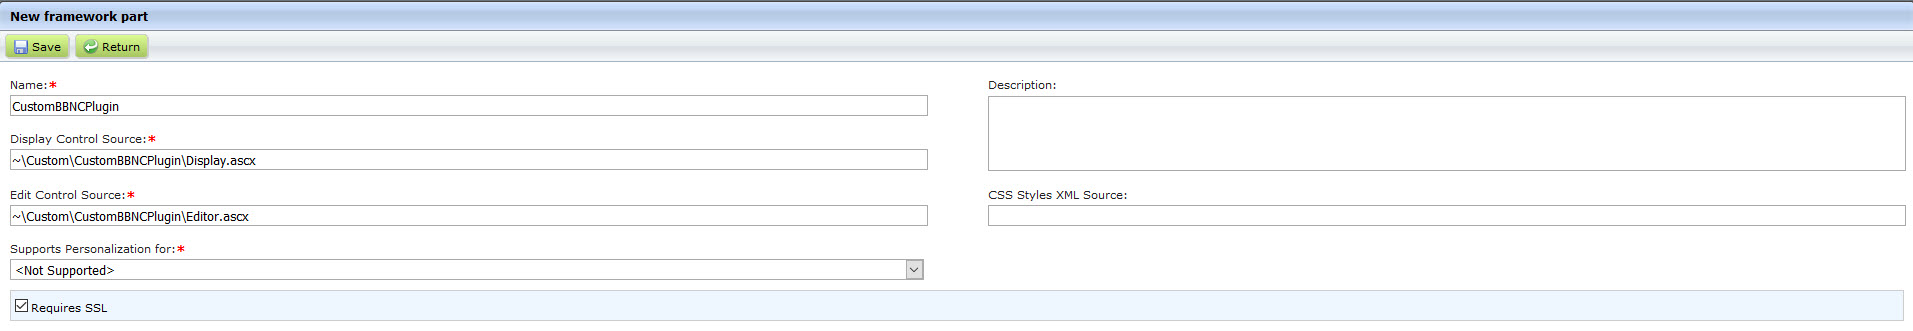 New framework part
Save Return
Name:*
CustomBBNCPlugin
Display Control Source:*
~\Custom\CustomBBNCPlugin\Display.ascx
Edit Control Source:*
~\Custom\CustomBBNCPlugin\Editor.ascx
Supports Personalization for:*
<Not Supported>
Requires SSL
Description:
CSS Styles XML Source: